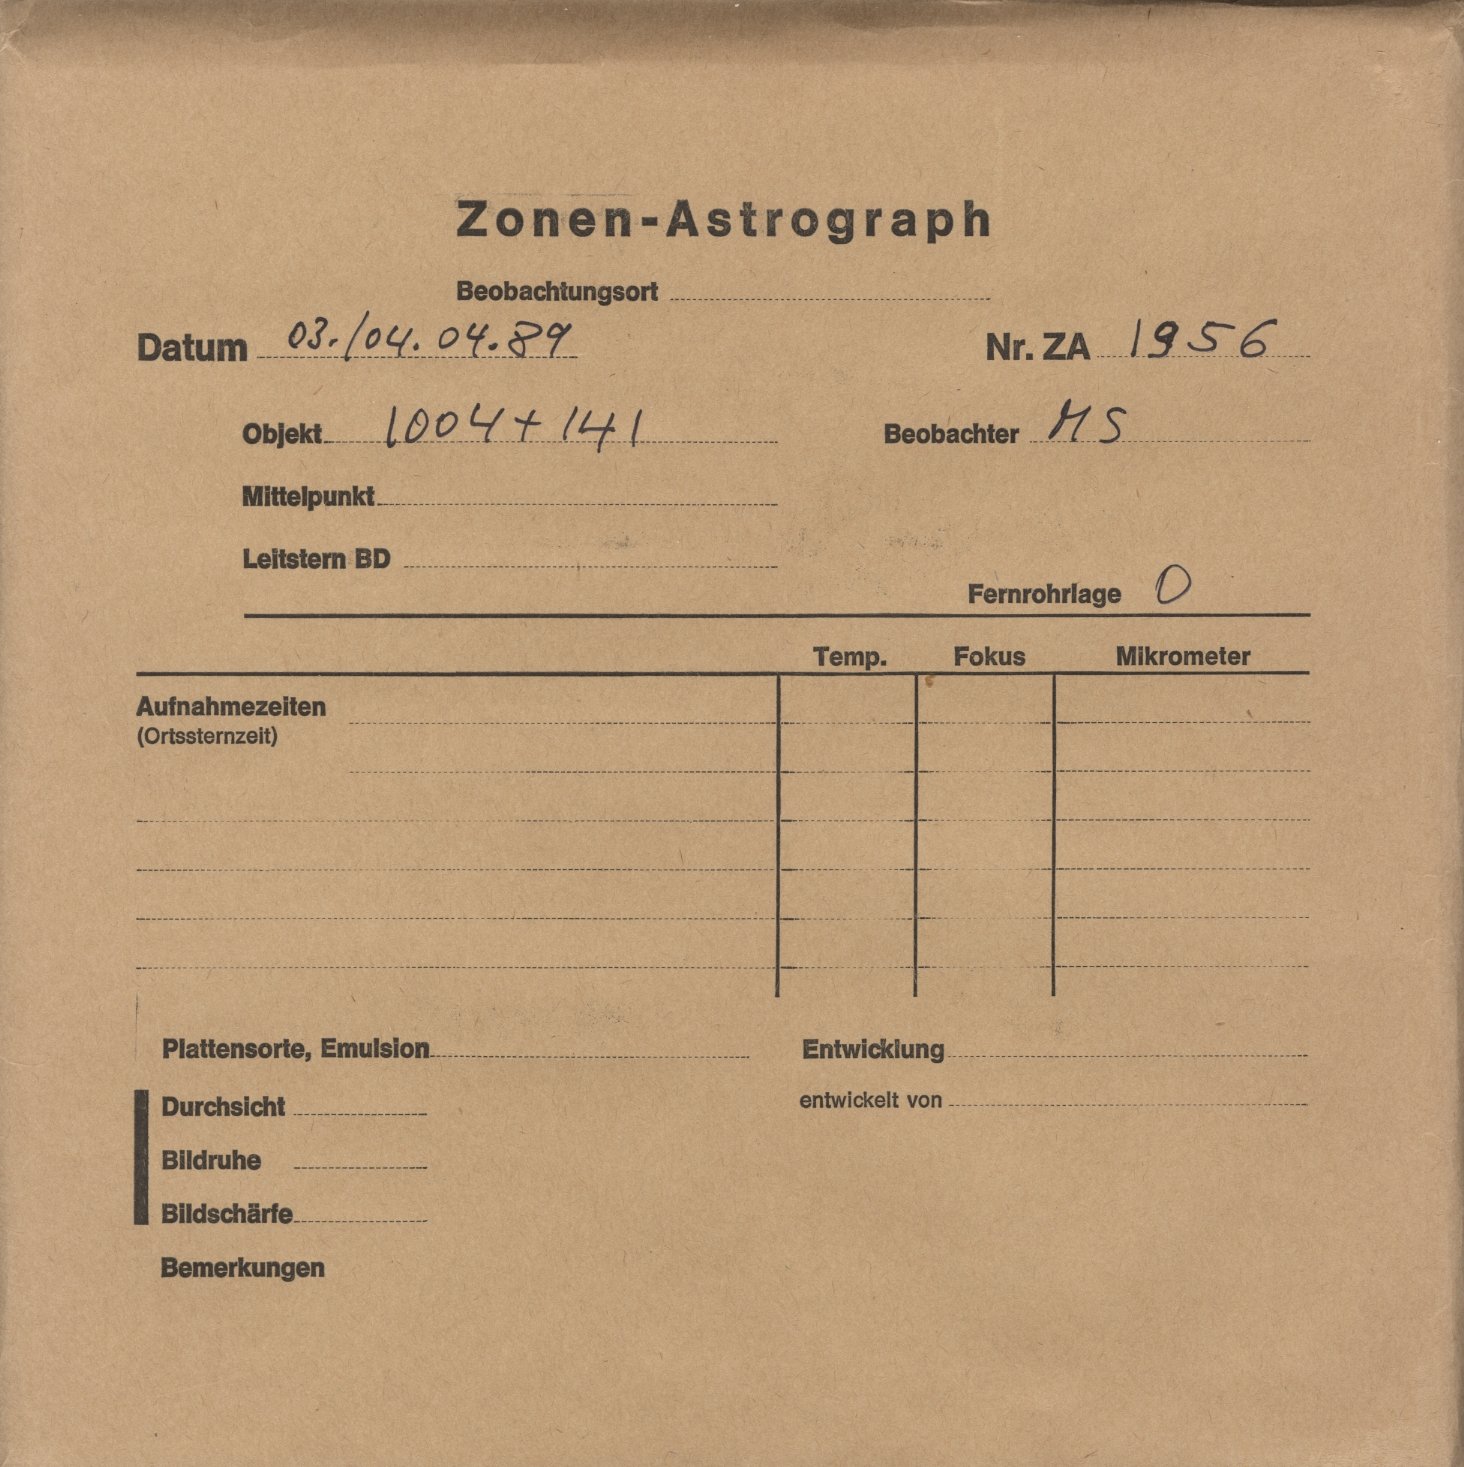 Zonen-Astrograph
Beobachtungsort
Datum 03./04.04.89 Nr. ZA 1956
Objekt 1004+141 Beobachter MS
Mittelpunkt
Leitstern BD
Fernrohrlage O
Temp. Fokus Mikrometer
Aufnahmezeiten
(Ortssternzeit)
Plattensorte, Emulsion Entwicklung
Durchsicht entwickelt von
Bildruhe
Bildschärfe
Bemerkungen